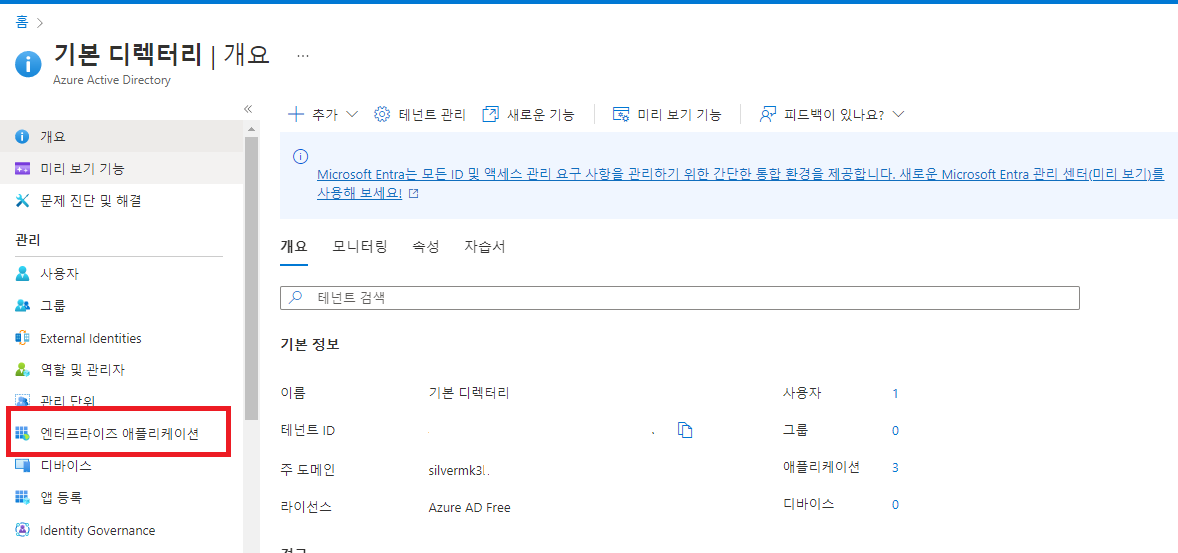 홈
기본 디렉터리 | 개요 ...
Azure Active Directory
추가 테넌트 관리 새로운 기능 미리 보기 기능 피드백이 있나요?
개요
미리 보기 기능
문제 진단 및 해결
관리
사용자
그룹
External Identities
역할 및 관리자
관리 단위
엔터프라이즈 애플리케이션
디바이스
앱 등록
Identity Governance
Microsoft Entra는 모든 ID 및 액세스 관리 요구 사항을 관리하기 위한 간단한 통합 환경을 제공합니다. 새로운 Microsoft Entra 관리 센터(미리 보기)를
사용해 보세요!
개요 모니터링 속성 자습서
테넌트 검색
기본 정보
이름 기본 디렉터리 사용자 1
테넌트 ID 그룹 0
주 도메인 silvermk3 애플리케이션 3
라이선스 Azure AD Free 디바이스 0